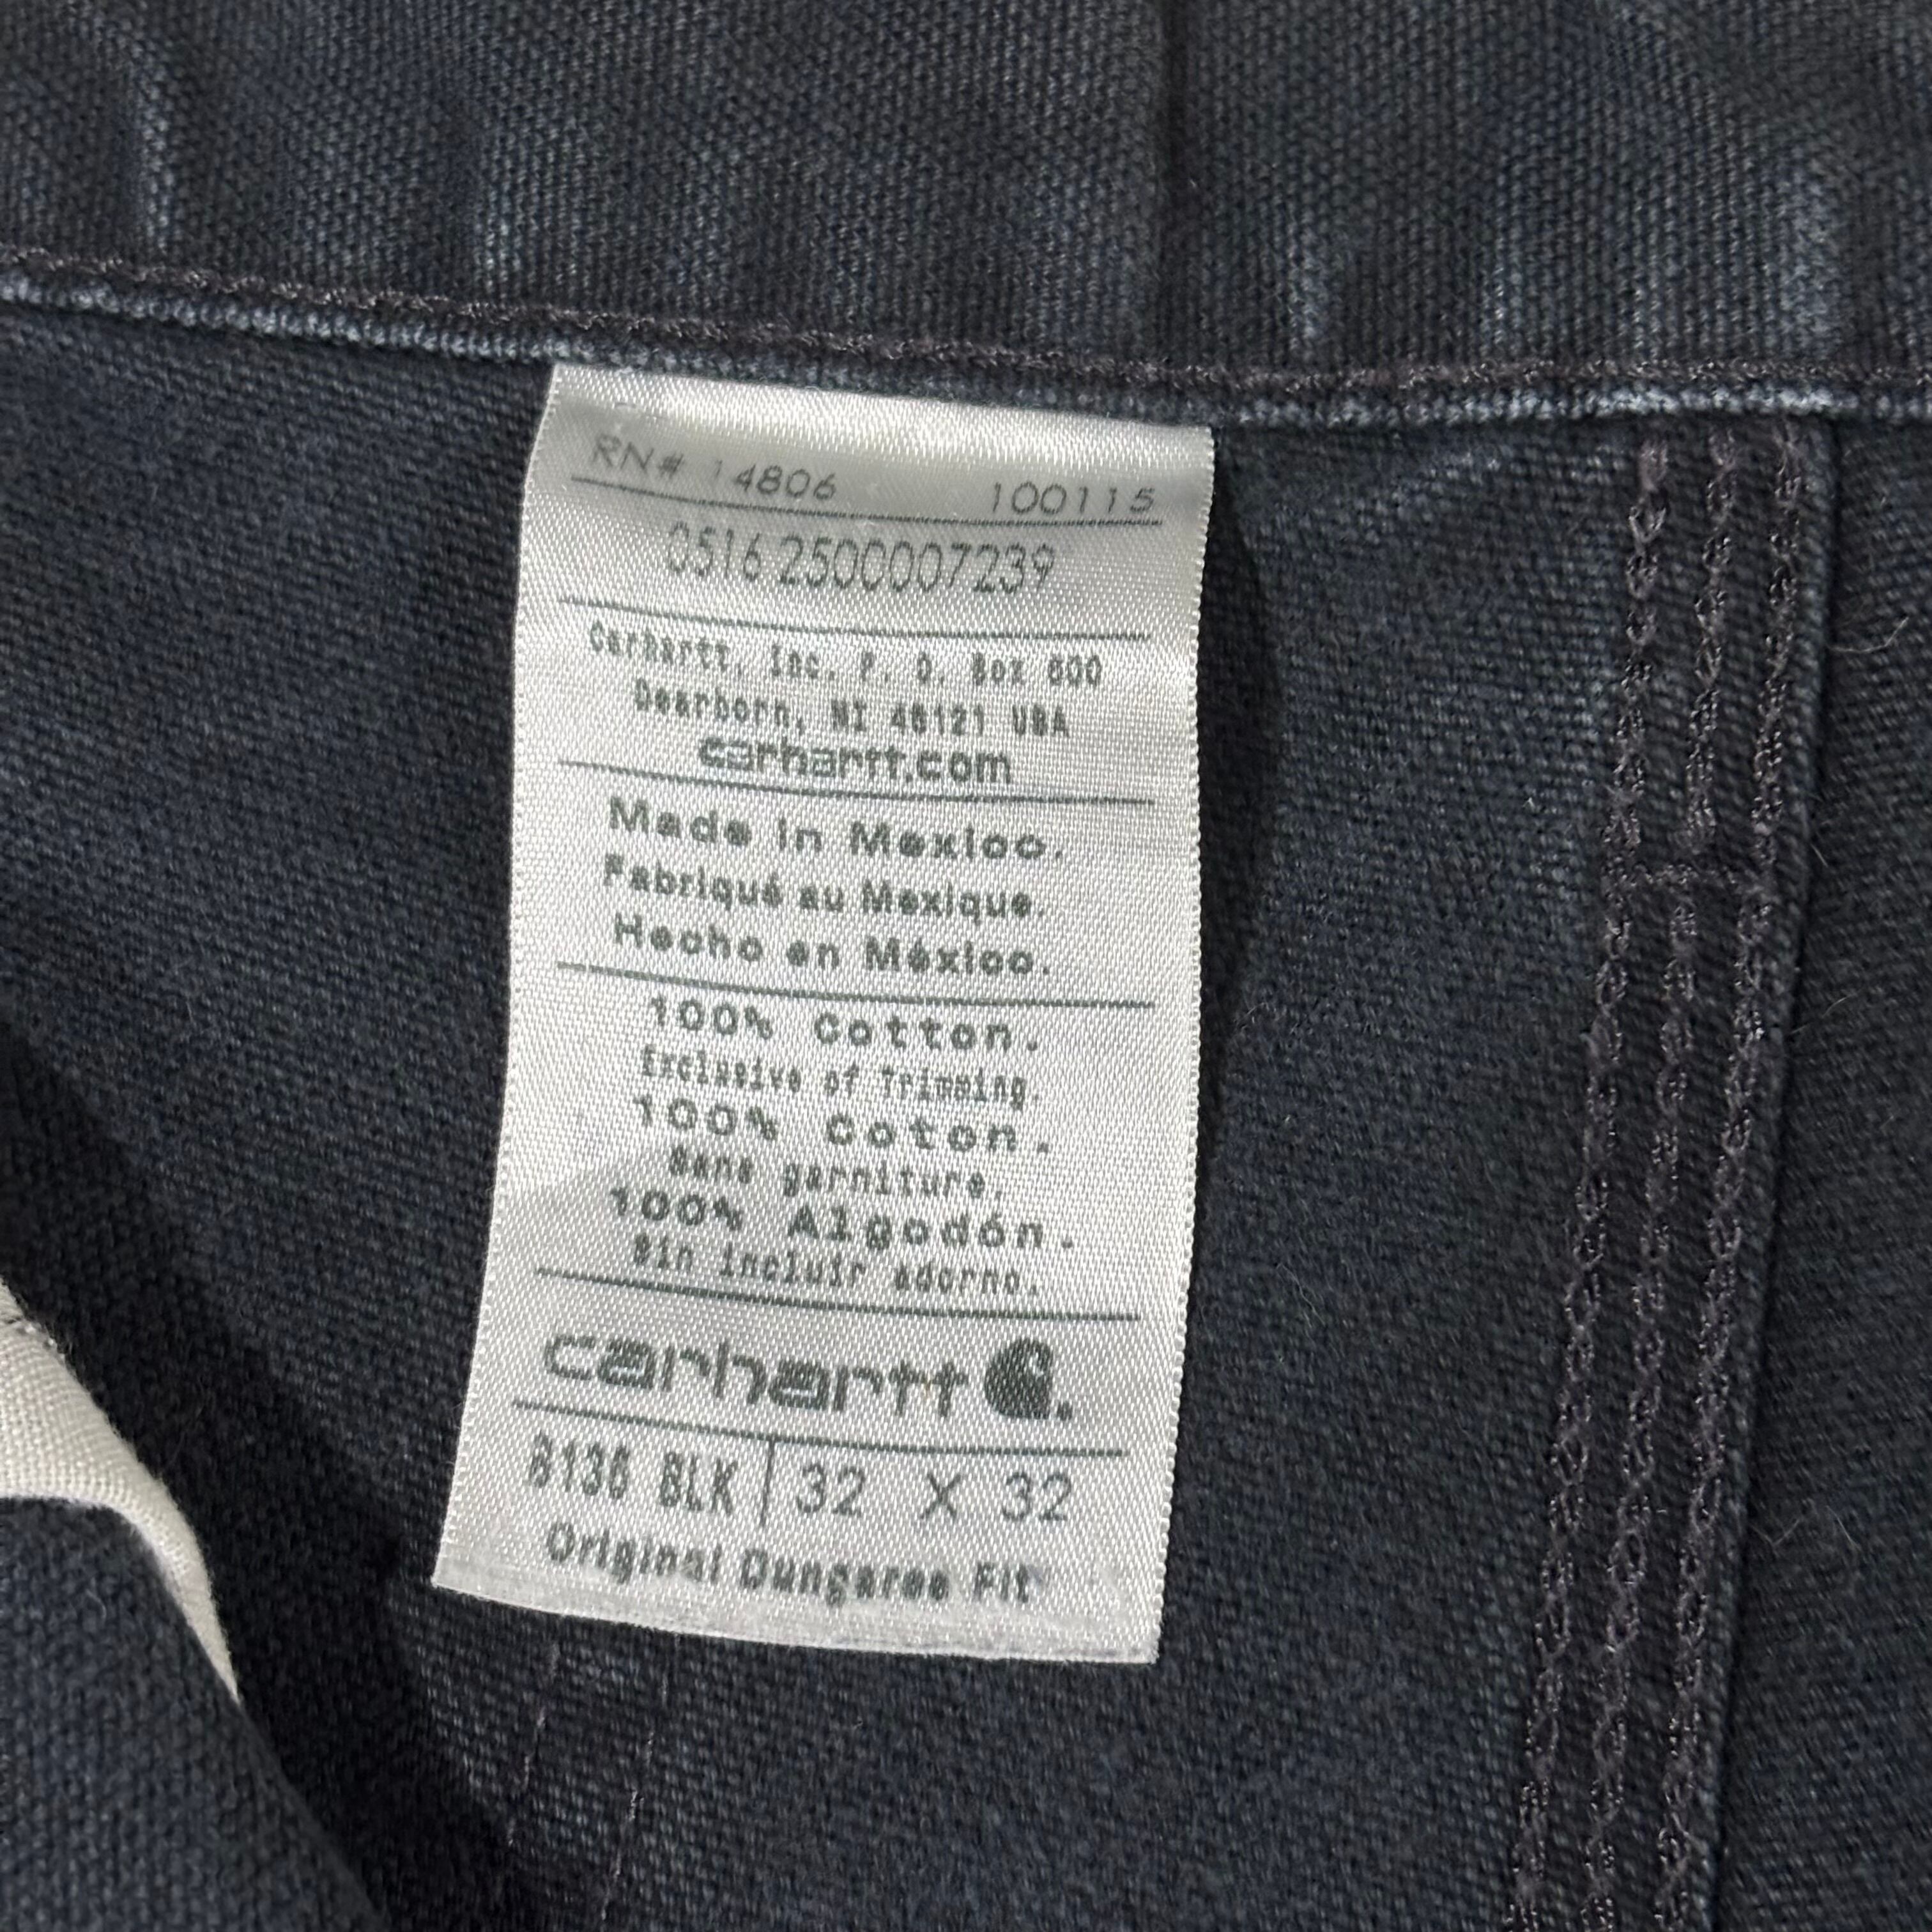 RN# 14806 100115
0516 2500007239
Carhartt, Inc. P. O. Box 600
Dearborn, MI 48121 USA
carhartt.com
Made in Mexico.
Fabriqué au Mexique.
Hecho en México.
100% Cotton.
Exclusive of Trimming.
100% Coton.
Sans garniture.
100% Algodón.
Sin incluir adorno.
carhartt
B136 BLK | 32 X 32
Original Dungaree Fit